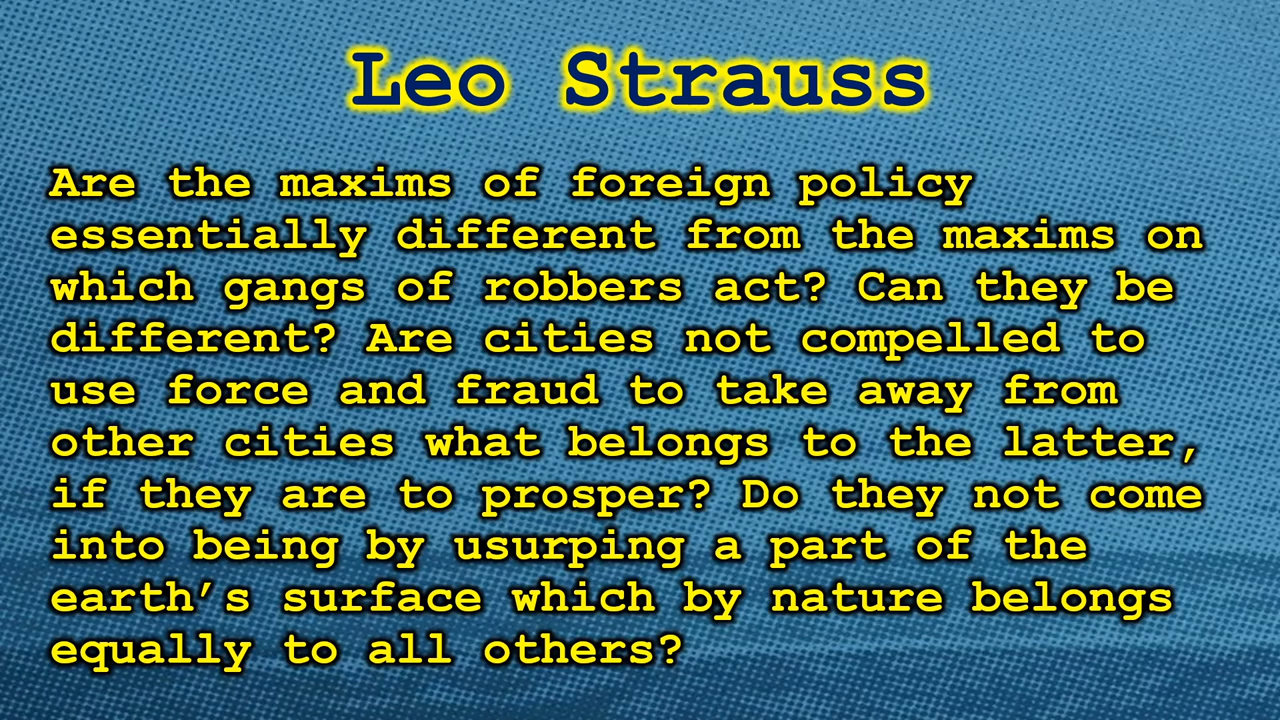 Leo Strauss
Are the maxims of foreign policy
essentially different from the maxims on
which gangs of robbers act? Can they be
different? Are cities not compelled to
use force and fraud to take away from
other cities what belongs to the latter,
if they are to prosper? Do they not come
into being by usurping a part of the
earth’s surface which by nature belongs
equally to all others?